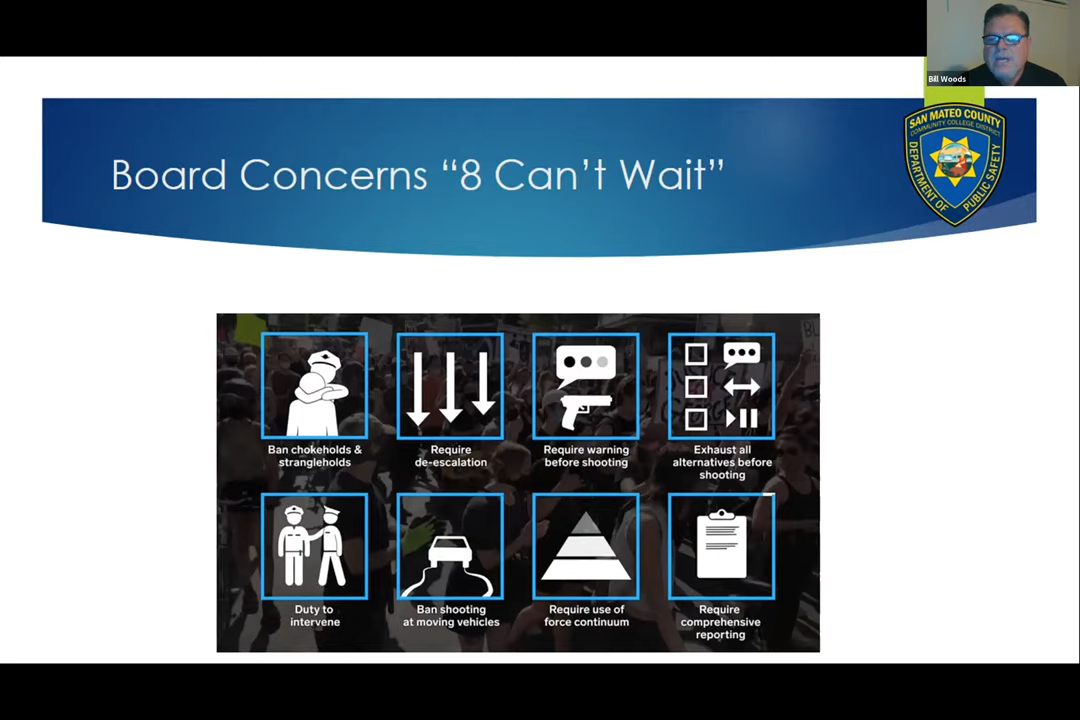 Bill Woods
SAN MATEO COUNTY
COMMUNITY COLLEGE DISTRICT
DEPARTMENT OF
PUBLIC SAFETY
Board Concerns “8 Can’t Wait”
Ban chokeholds &
strangleholds
Require
de-escalation
Require warning
before shooting
Exhaust all
alternatives before
shooting
Duty to
intervene
Ban shooting
at moving vehicles
Require use of
force continuum
Require
comprehensive
reporting